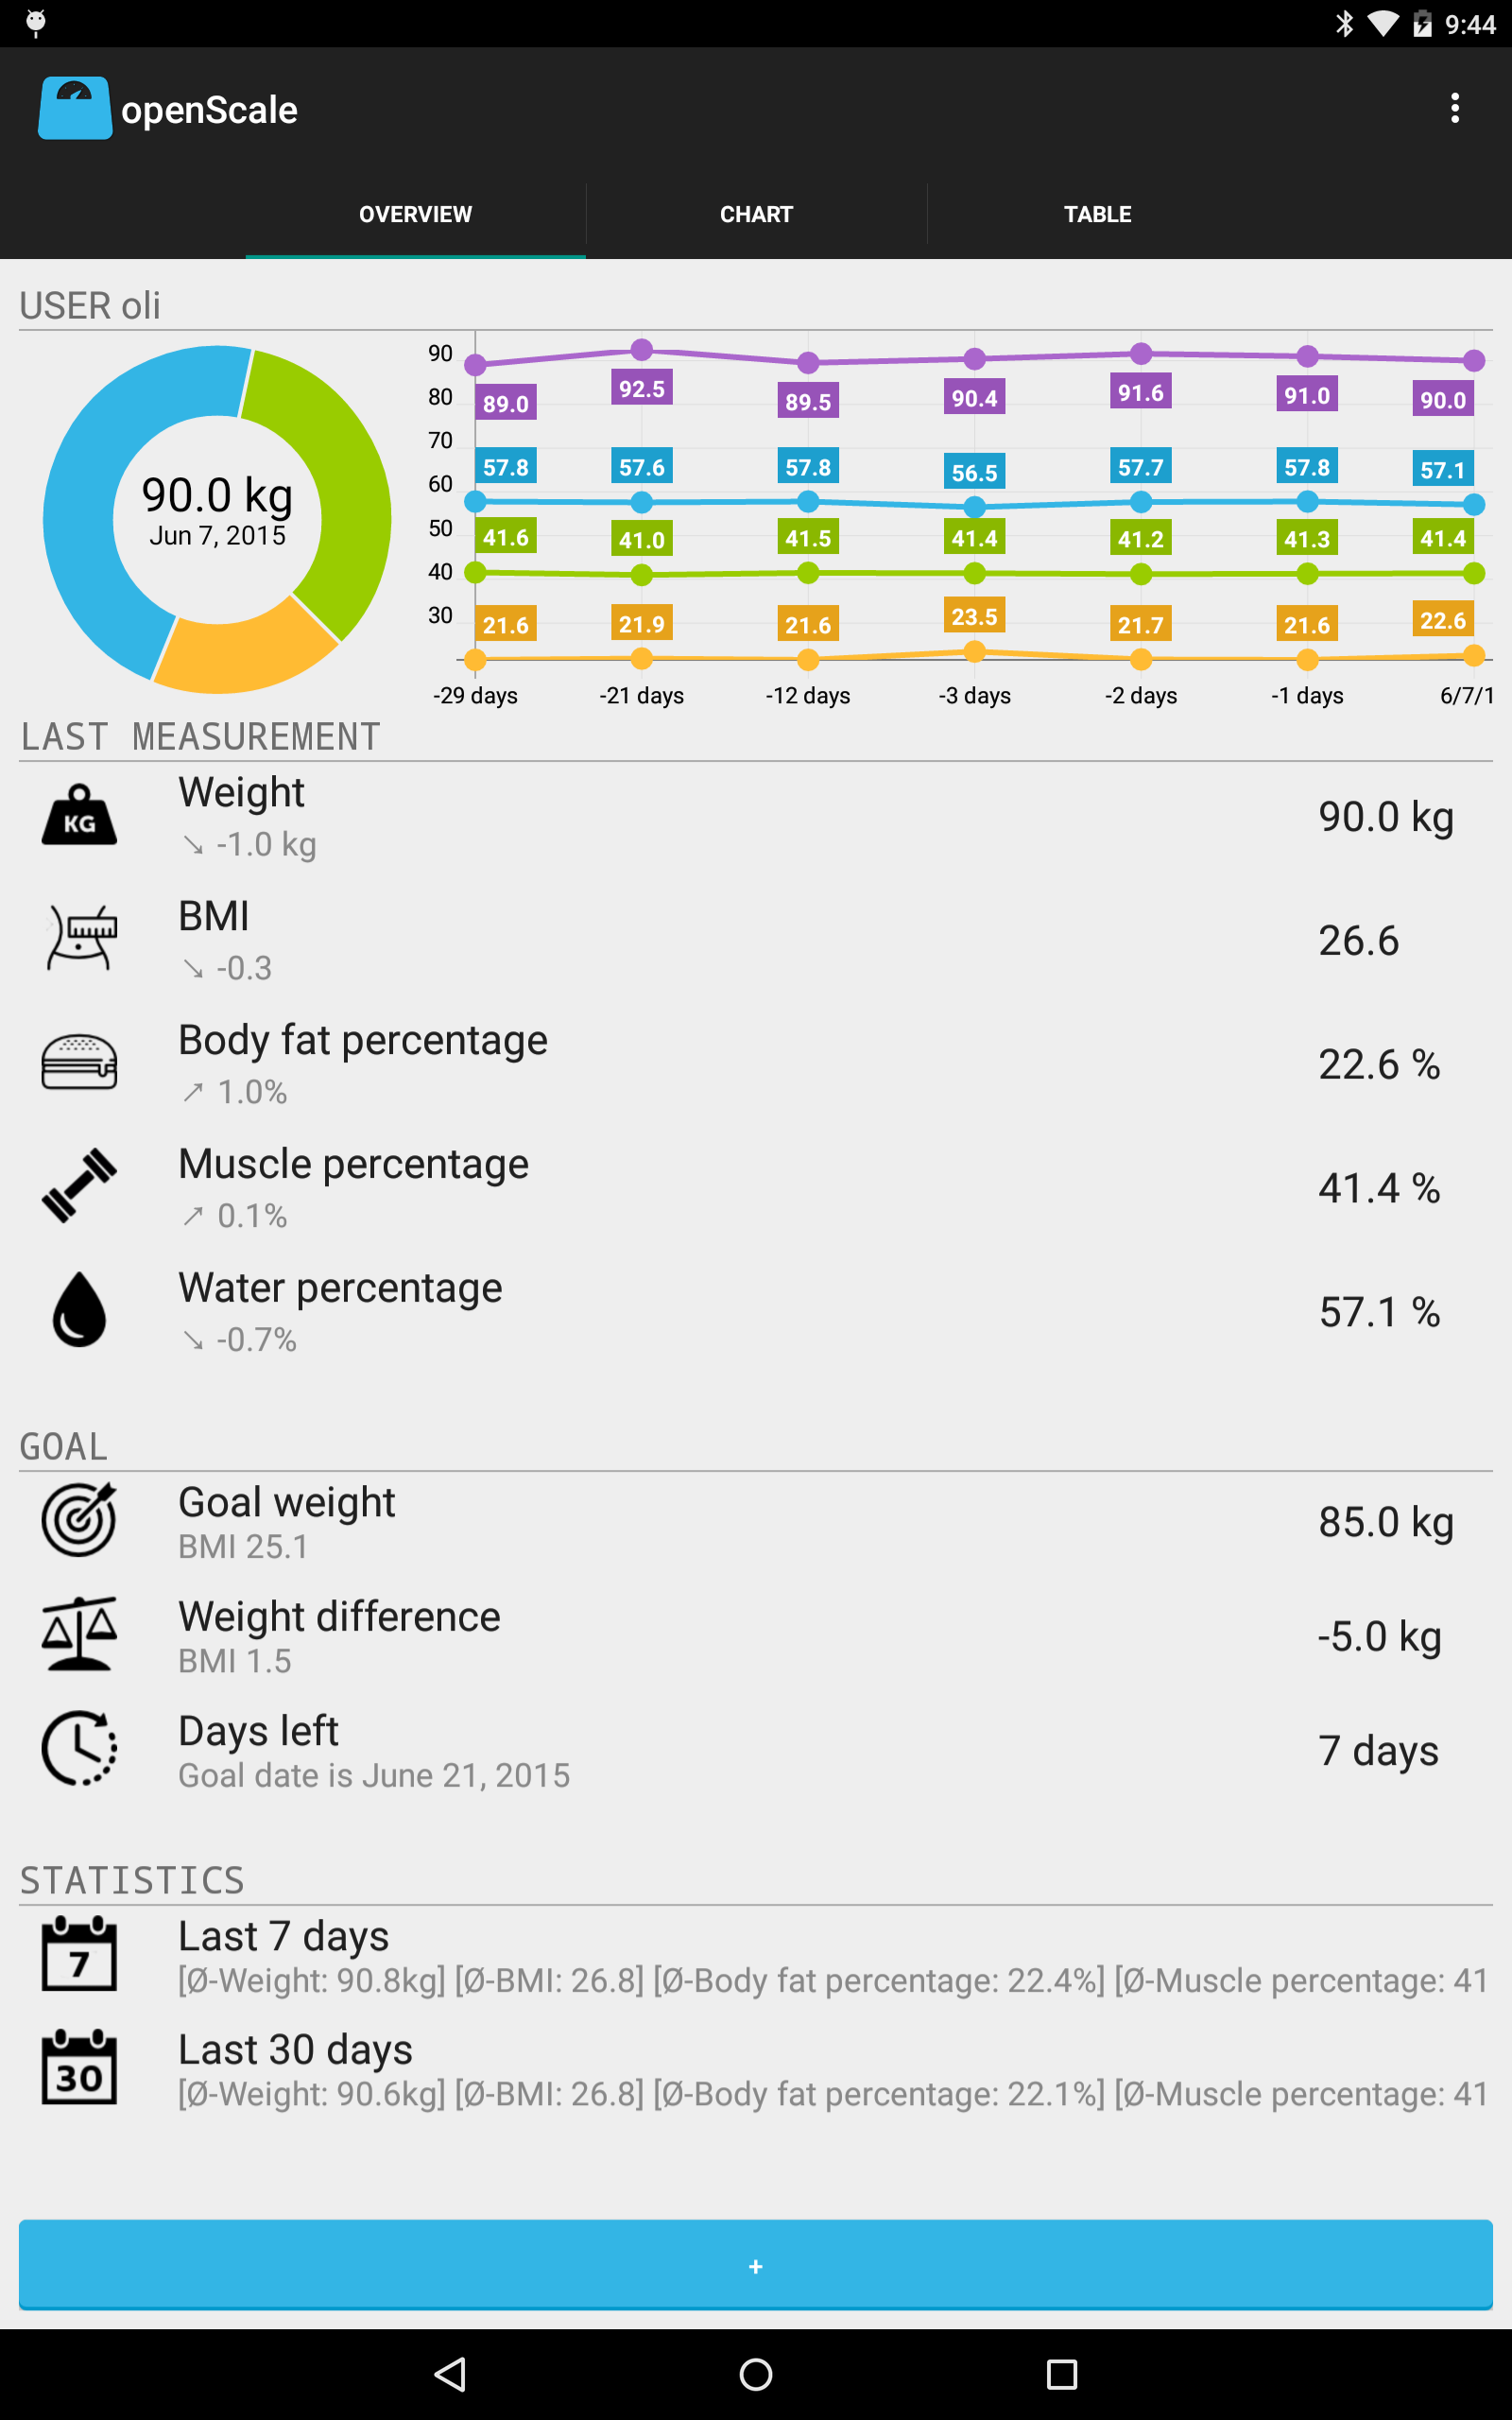 9:44
openScale
OVERVIEW CHART TABLE
USER oli
90.0 kg
Jun 7, 2015
90
80
70
60
50
40
30
89.0 92.5 89.5 90.4 91.6 91.0 90.0
57.8 57.6 57.8 56.5 57.7 57.8 57.1
41.6 41.0 41.5 41.4 41.2 41.3 41.4
21.6 21.9 21.6 23.5 21.7 21.6 22.6
-29 days -21 days -12 days -3 days -2 days -1 days 6/7/1
LAST MEASUREMENT
KG
Weight
↘ -1.0 kg
90.0 kg
BMI
↘ -0.3
26.6
Body fat percentage
↗ 1.0%
22.6 %
Muscle percentage
↗ 0.1%
41.4 %
Water percentage
↘ -0.7%
57.1 %
GOAL
Goal weight
BMI 25.1
85.0 kg
Weight difference
BMI 1.5
-5.0 kg
Days left
Goal date is June 21, 2015
7 days
STATISTICS
7
Last 7 days
[Ø-Weight: 90.8kg] [Ø-BMI: 26.8] [Ø-Body fat percentage: 22.4%] [Ø-Muscle percentage: 41
30
Last 30 days
[Ø-Weight: 90.6kg] [Ø-BMI: 26.8] [Ø-Body fat percentage: 22.1%] [Ø-Muscle percentage: 41
+